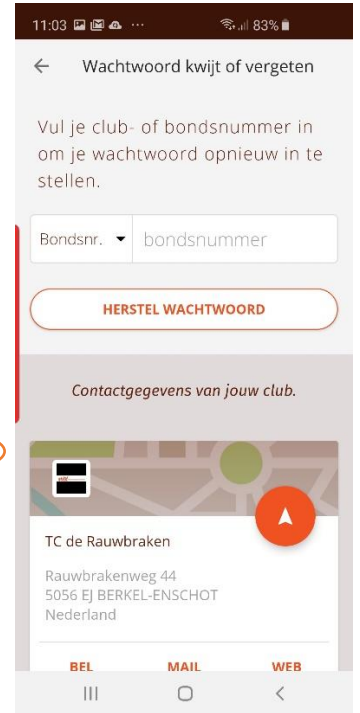 11:03 83%
Wachtwoord kwijt of vergeten
Vul je club- of bondsnummer in
om je wachtwoord opnieuw in te
stellen.
Bondsnr. bondsnummer
HERSTEL WACHTWOORD
Contactgegevens van jouw club.
TC de Rauwbraken
Rauwbrakenweg 44
5056 EJ BERKEL-ENSCHOT
Nederland
BEL MAIL WEB